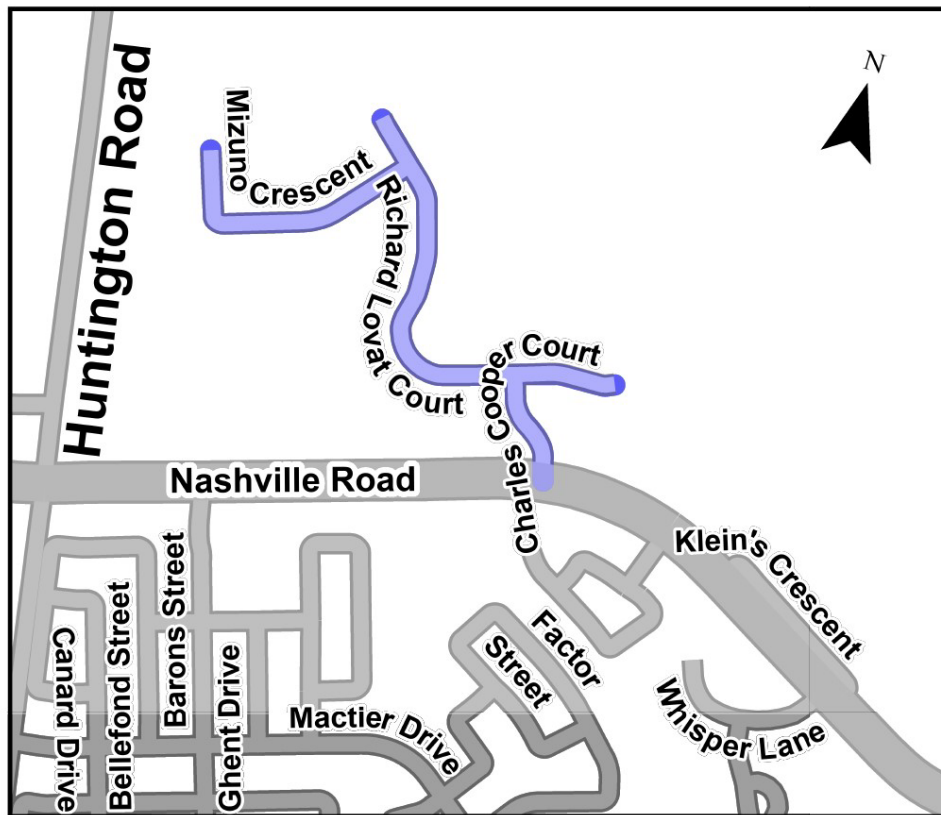 N
Huntington Road
Mizuno
Crescent
Richard Lovat Court
Charles Cooper Court
Nashville Road
Klein's Crescent
Canard Drive
Bellefond Street
Barons Street
Ghent Drive
Mactier Drive
Factor
Street
Whisper Lane